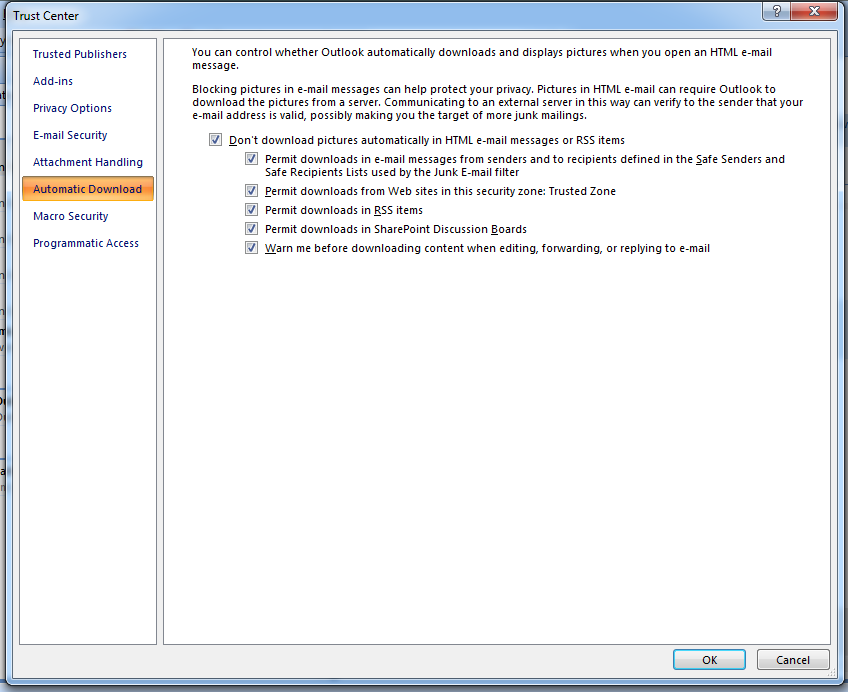 Trust Center
Trusted Publishers
Add-ins
Privacy Options
E-mail Security
Attachment Handling
Automatic Download
Macro Security
Programmatic Access
You can control whether Outlook automatically downloads and displays pictures when you open an HTML e-mail
message.
Blocking pictures in e-mail messages can help protect your privacy. Pictures in HTML e-mail can require Outlook to
download the pictures from a server. Communicating to an external server in this way can verify to the sender that your
e-mail address is valid, possibly making you the target of more junk mailings.
Don't download pictures automatically in HTML e-mail messages or RSS items
Permit downloads in e-mail messages from senders and to recipients defined in the Safe Senders and
Safe Recipients Lists used by the Junk E-mail filter
Permit downloads from Web sites in this security zone: Trusted Zone
Permit downloads in RSS items
Permit downloads in SharePoint Discussion Boards
Warn me before downloading content when editing, forwarding, or replying to e-mail
OK
Cancel